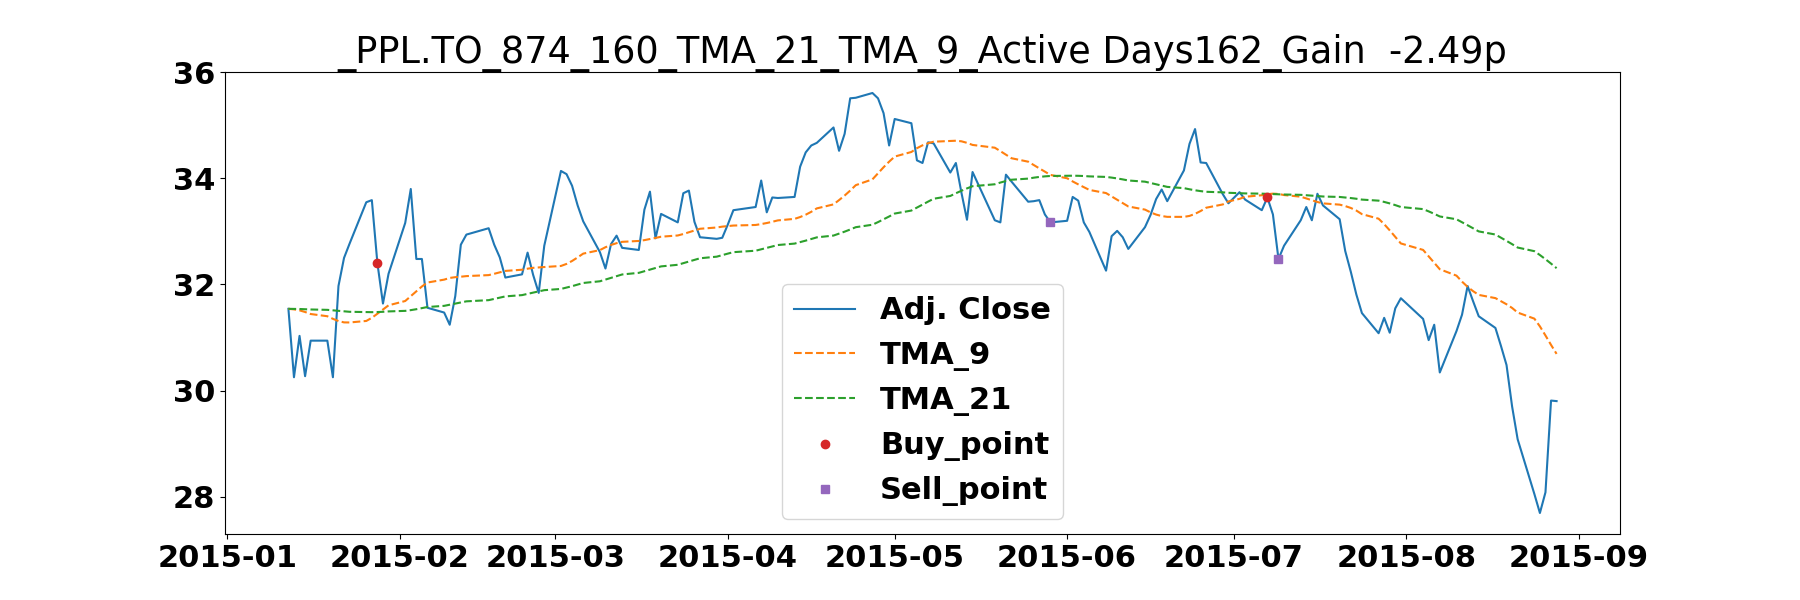 _PPL.TO_874_160_TMA_21_TMA_9_Active Days162_Gain  -2.49p
36
34
32
30
28
Adj. Close
TMA_9
TMA_21
Buy_point
Sell_point
2015-01 2015-02 2015-03 2015-04 2015-05 2015-06 2015-07 2015-08 2015-09